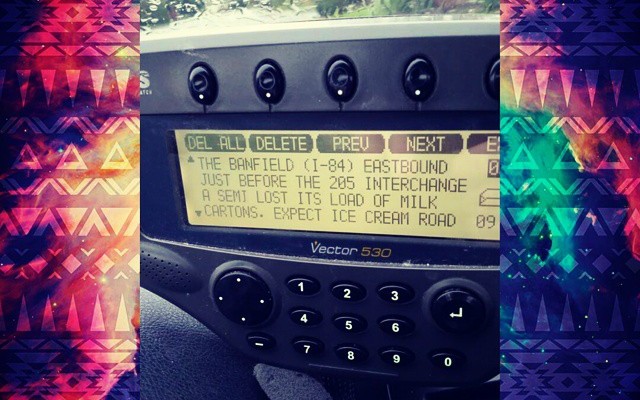 DEL ALL DELETE PREV NEXT
THE BANFIELD (I-84) EASTBOUND
JUST BEFORE THE 205 INTERCHANGE
A SEMI LOST ITS LOAD OF MILK
CARTONS. EXPECT ICE CREAM ROAD 09
Vector 530
1 2 3
4 5 6
7 8 9 0